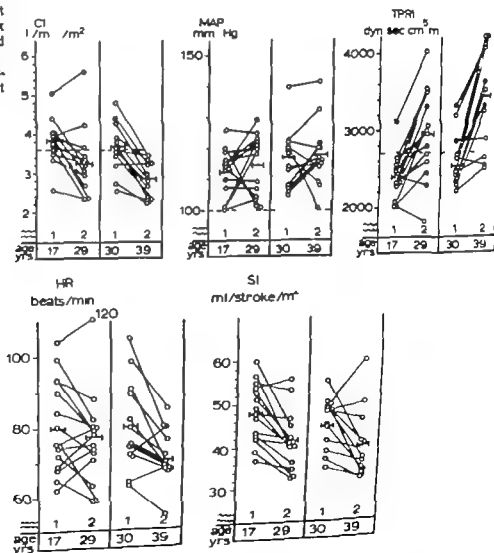 CI
l/m /m²
6
5
4
3
2
1 2 1 2
age yrs 17 29 30 39
MAP
mm Hg
150
100
1 2 1 2
age yrs 17 29 30 39
TPRI
dyn sec cm⁵m
4000
3000
2000
1 2 1 2
age yrs 17 29 30 39
HR
beats/min
120
100
80
60
1 2 1 2
age yrs 17 29 30 39
SI
ml/stroke/m²
60
50
40
30
1 2 1 2
age yrs 17 29 30 39